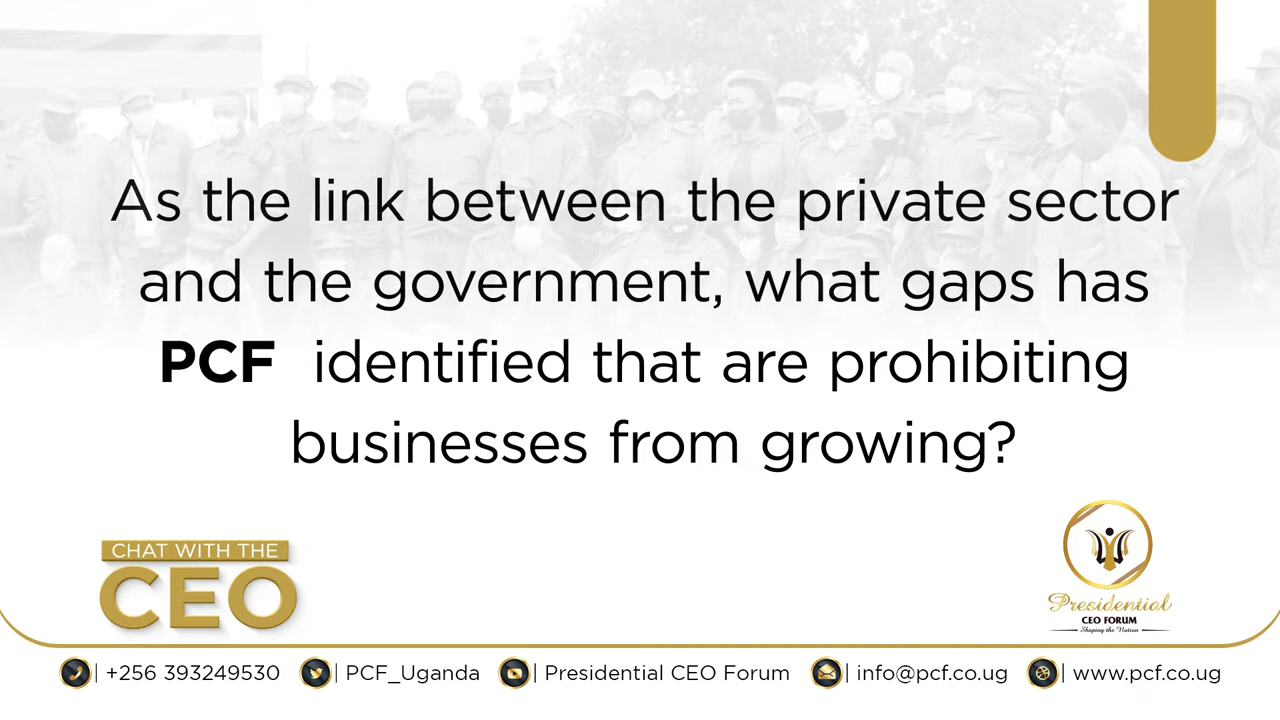 As the link between the private sector
and the government, what gaps has
PCF identified that are prohibiting
businesses from growing?
CHAT WITH THE
CEO
Presidential
CEO FORUM
Shaping the Nation
| +256 393249530 | PCF_Uganda | Presidential CEO Forum | info@pcf.co.ug | www.pcf.co.ug